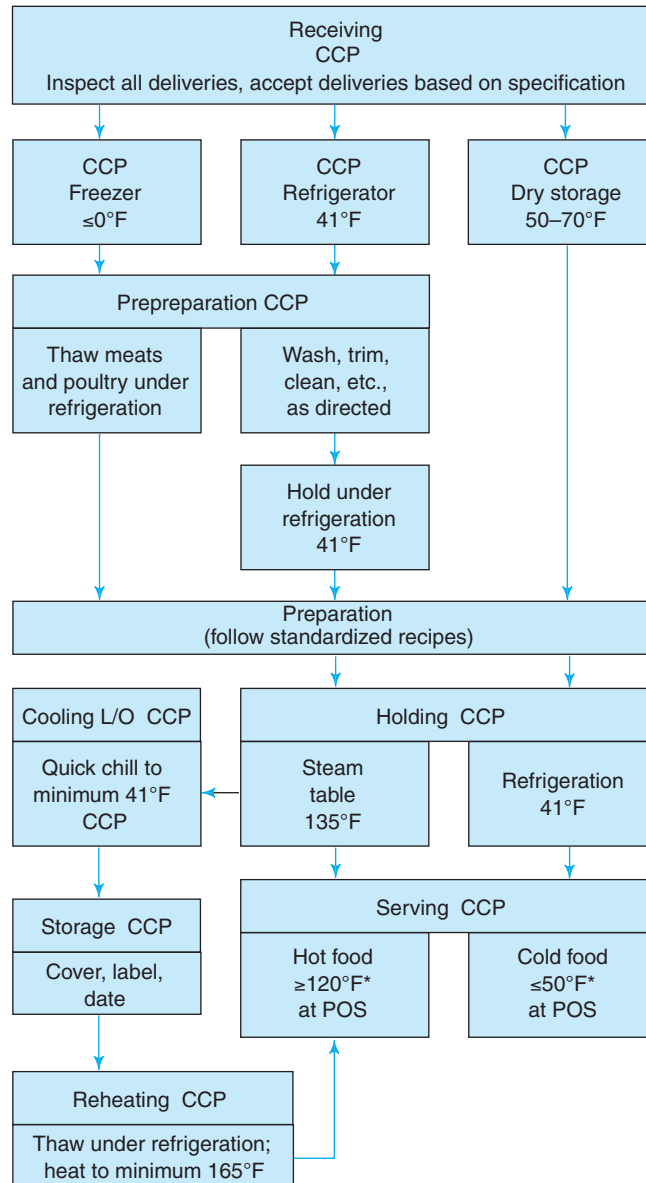 Receiving
CCP
Inspect all deliveries, accept deliveries based on specification
CCP
Freezer
≤0°F
CCP
Refrigerator
41°F
CCP
Dry storage
50–70°F
Prepreparation CCP
Thaw meats
and poultry under
refrigeration
Wash, trim,
clean, etc.,
as directed
Hold under
refrigeration
41°F
Preparation
(follow standardized recipes)
Cooling L/O CCP
Quick chill to
minimum 41°F
CCP
Holding CCP
Steam
table
135°F
Refrigeration
41°F
Storage CCP
Cover, label,
date
Serving CCP
Hot food
≥120°F*
at POS
Cold food
≤50°F*
at POS
Reheating CCP
Thaw under refrigeration;
heat to minimum 165°F